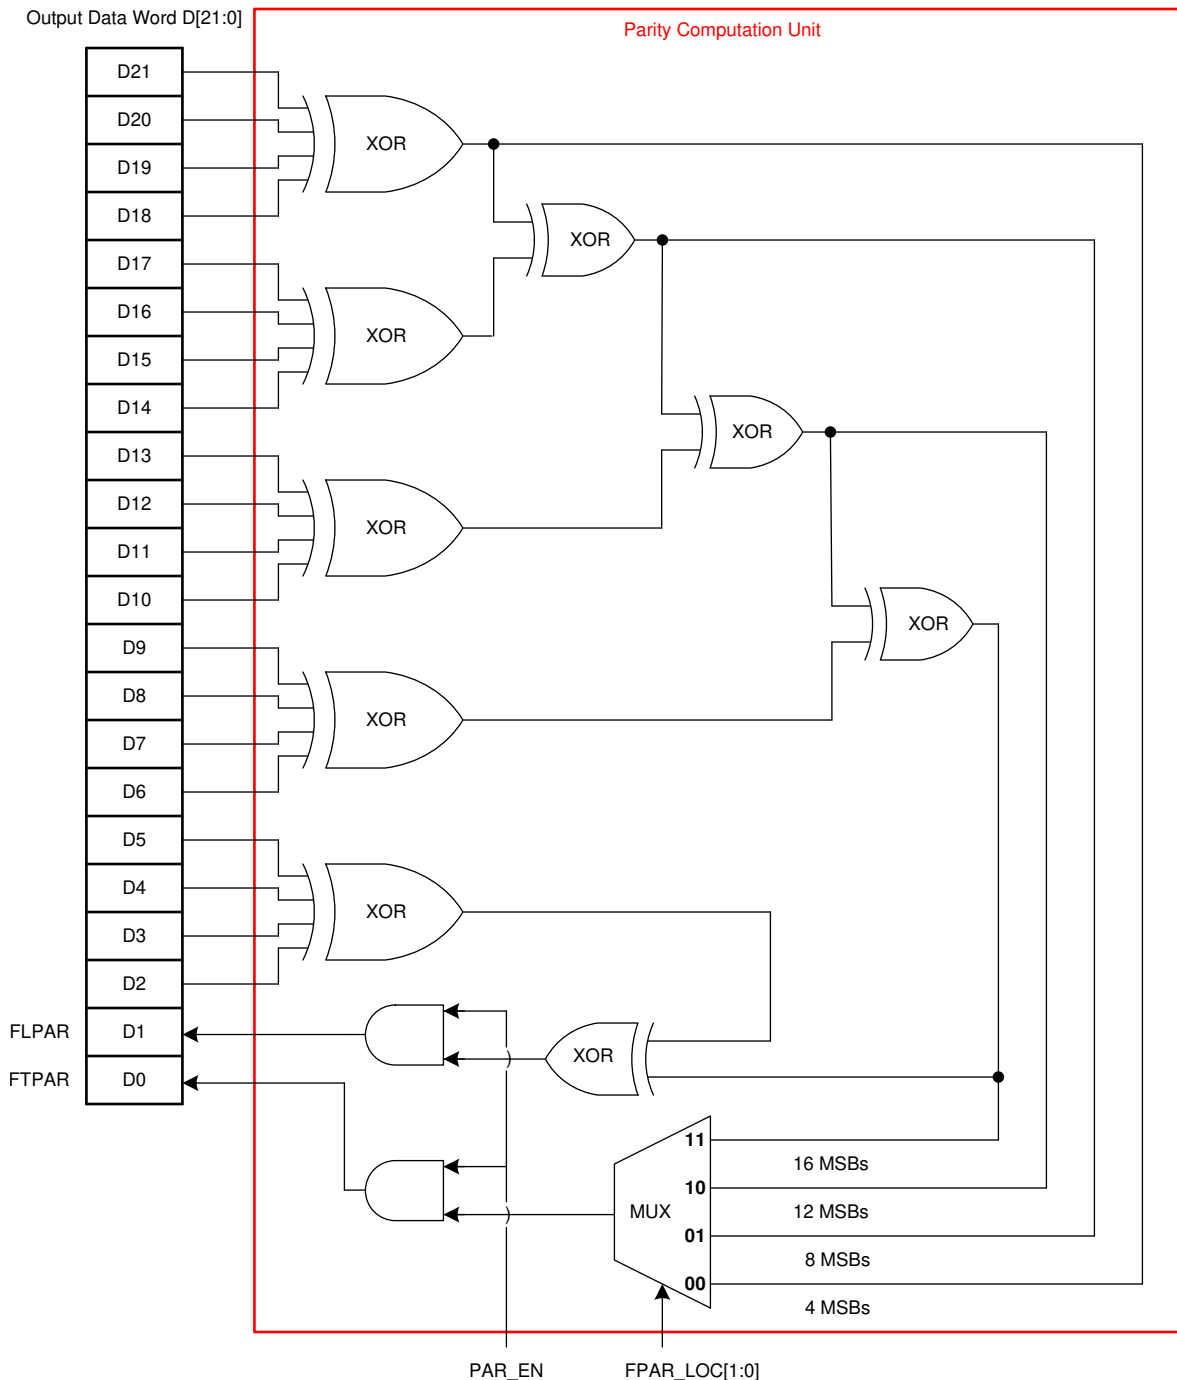 Output Data Word D[21:0]
Parity Computation Unit
D21
D20
D19
D18
D17
D16
D15
D14
D13
D12
D11
D10
D9
D8
D7
D6
D5
D4
D3
D2
FLPAR
D1
FTPAR
D0
XOR
XOR
XOR
XOR
XOR
XOR
XOR
XOR
XOR
MUX
11
16 MSBs
10
12 MSBs
01
8 MSBs
00
4 MSBs
PAR_EN
FPAR_LOC[1:0]